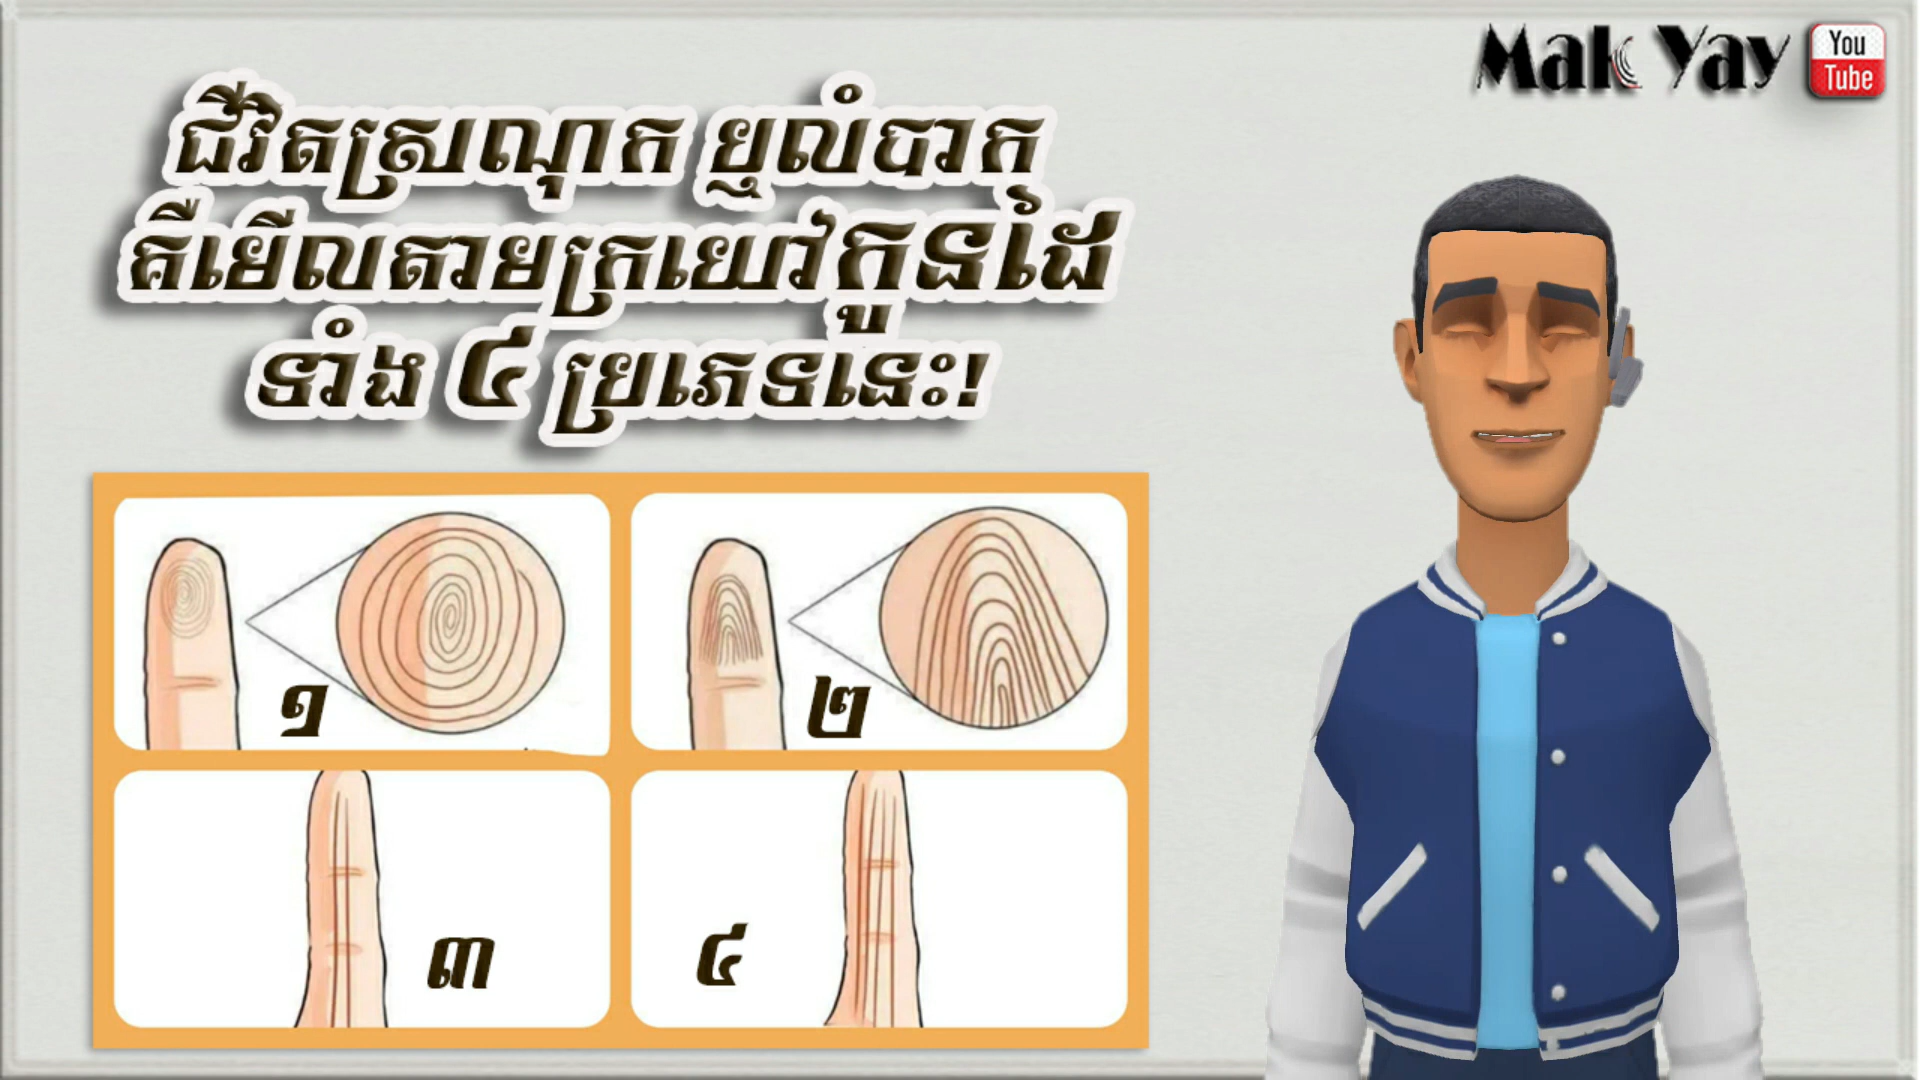 Mak Yay
You
Tube
ជីវិតស្រណុក ឬលំបាក
គឺមើលតាមក្រយៅកូនដៃ
ទាំង ៤ ប្រភេទនេះ!
១
២
៣
៤